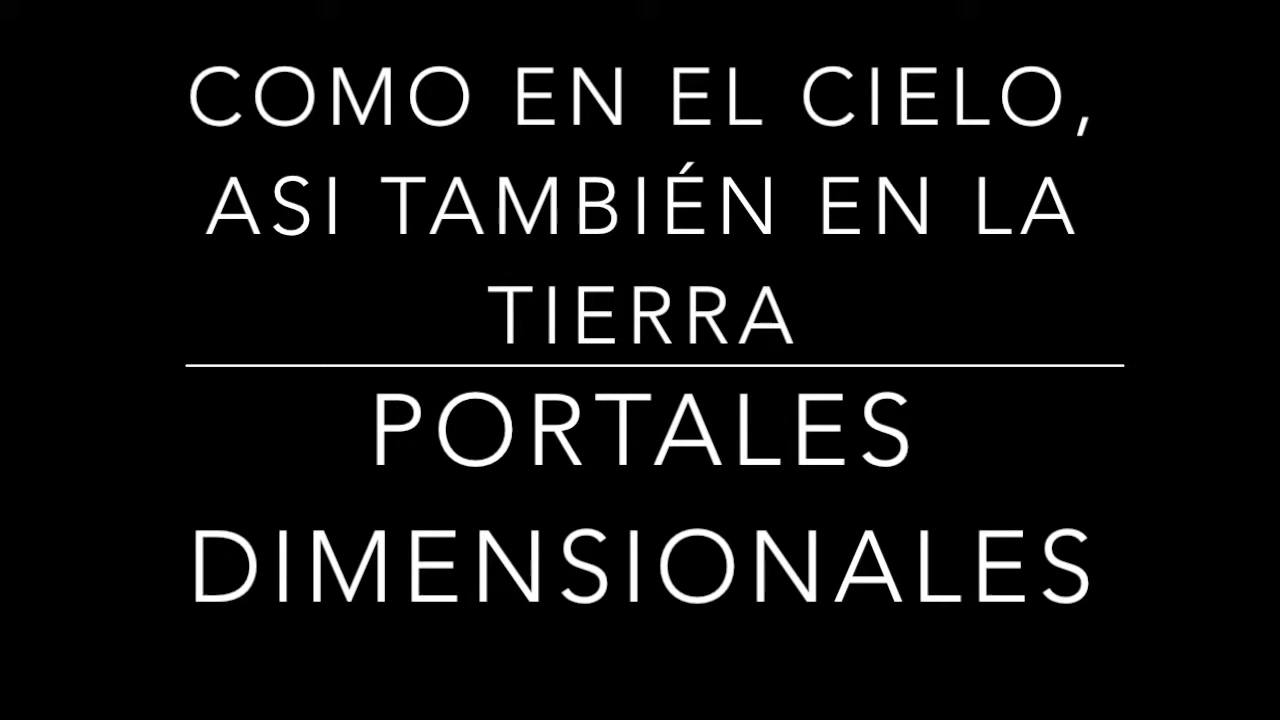 COMO EN EL CIELO,
ASI TAMBIÉN EN LA
TIERRA
PORTALES
DIMENSIONALES